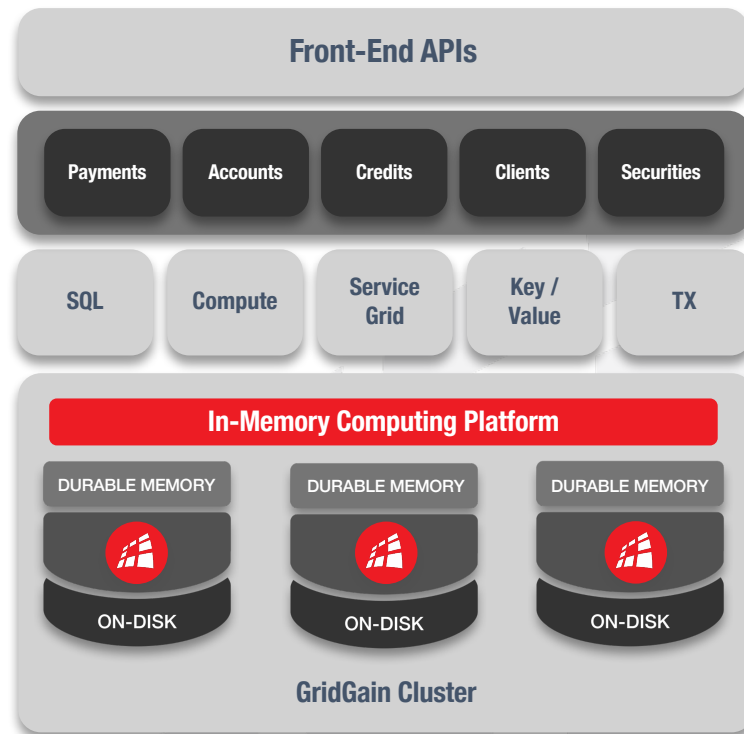 Front-End APIs
Payments
Accounts
Credits
Clients
Securities
SQL
Compute
Service
Grid
Key /
Value
TX
In-Memory Computing Platform
DURABLE MEMORY
DURABLE MEMORY
DURABLE MEMORY
ON-DISK
ON-DISK
ON-DISK
GridGain Cluster